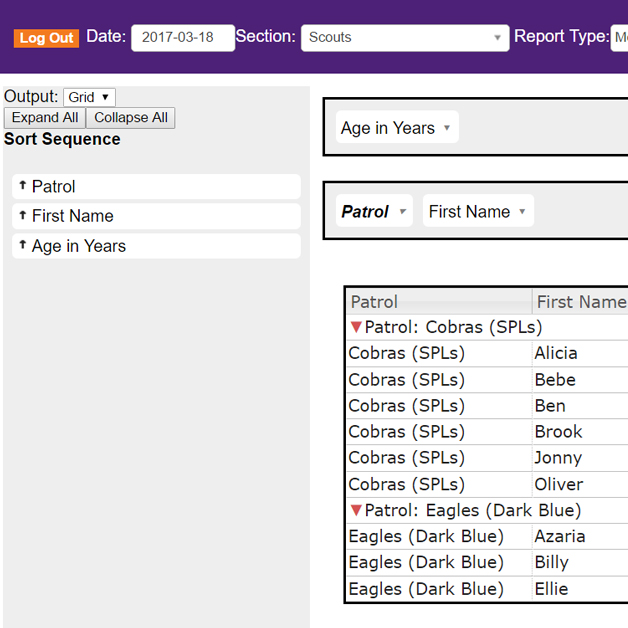 Log Out Date: 2017-03-18 Section: Scouts Report Type:
Output: Grid
Expand All Collapse All
Sort Sequence
Patrol
First Name
Age in Years
Age in Years
Patrol First Name
Patrol First Name
Patrol: Cobras (SPLs)
Cobras (SPLs) Alicia
Cobras (SPLs) Bebe
Cobras (SPLs) Ben
Cobras (SPLs) Brook
Cobras (SPLs) Jonny
Cobras (SPLs) Oliver
Patrol: Eagles (Dark Blue)
Eagles (Dark Blue) Azaria
Eagles (Dark Blue) Billy
Eagles (Dark Blue) Ellie